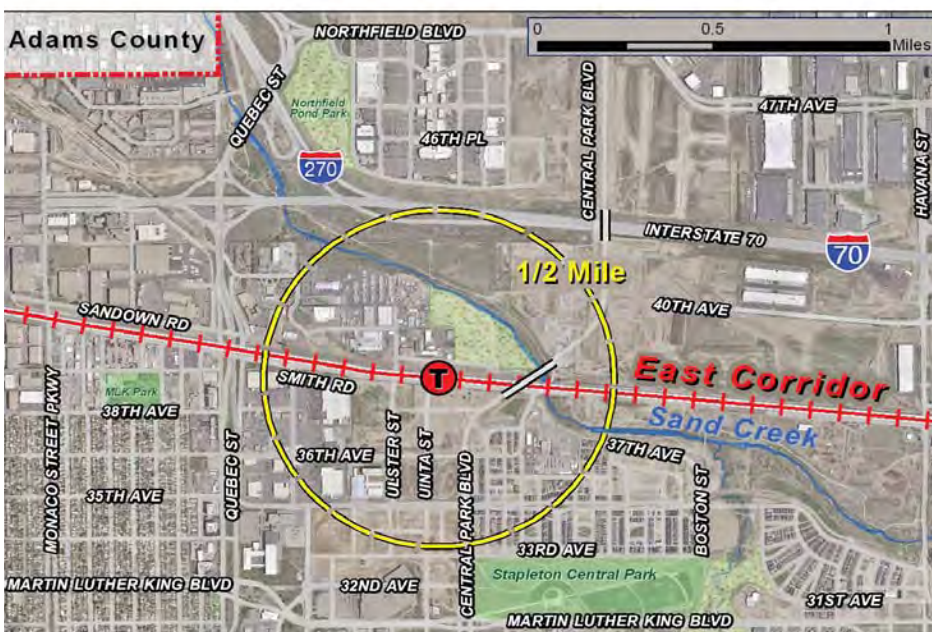 Adams County
NORTHFIELD BLVD
0 0.5 1
Miles
QUEBEC ST
Northfield
Pond Park
46TH PL
CENTRAL PARK BLVD
47TH AVE
HAVANA ST
270
INTERSTATE 70
70
1/2 Mile
40TH AVE
SANDOWN RD
SMITH RD
T
East Corridor
MLK Park
38TH AVE
Sand Creek
MONACO STREET PKWY
QUEBEC ST
36TH AVE
ULSTER ST
UINTA ST
CENTRAL PARK BLVD
37TH AVE
BOSTON ST
35TH AVE
33RD AVE
MARTIN LUTHER KING BLVD
32ND AVE
Stapleton Central Park
31ST AVE
MARTIN LUTHER KING BLVD